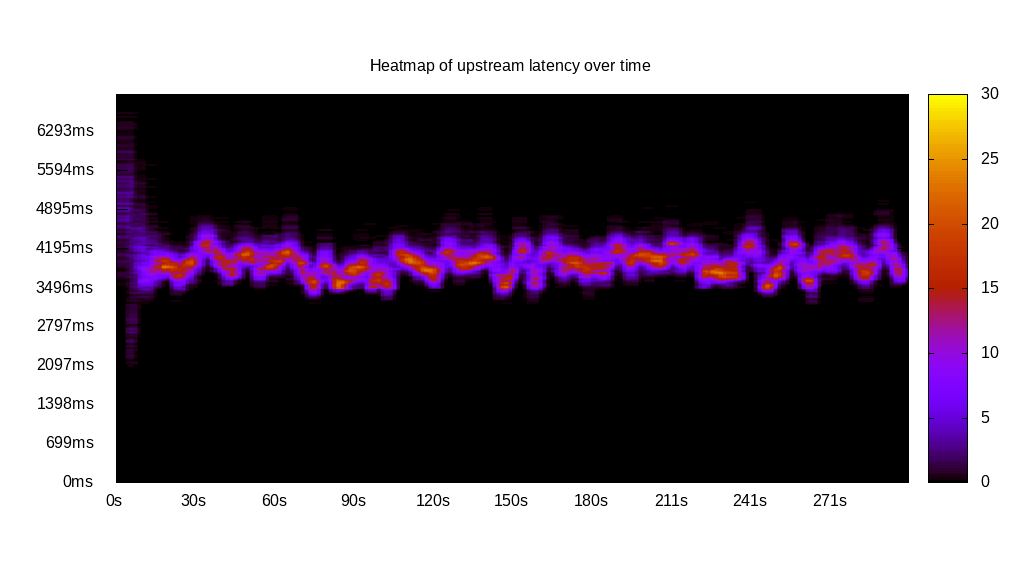 Heatmap of upstream latency over time
6293ms
5594ms
4895ms
4195ms
3496ms
2797ms
2097ms
1398ms
699ms
0ms
0s 30s 60s 90s 120s 150s 180s 211s 241s 271s
30
25
20
15
10
5
0